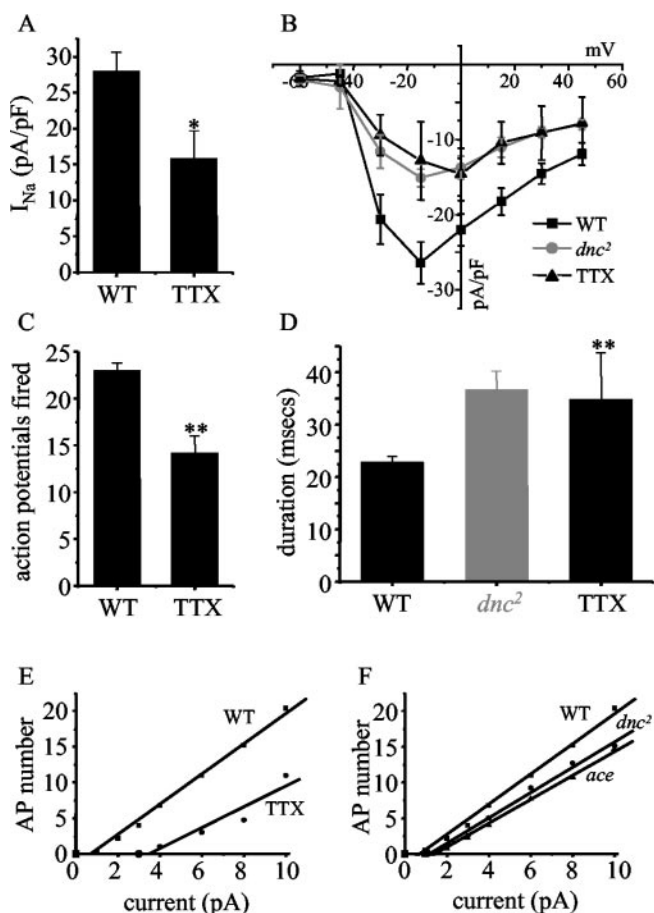 A
I_Na (pA/pF)
30
25
20
15
10
5
0
*
WT TTX
B
mV
-60 -40 -20 20 40 60
-10
-20
-30
pA/pF
WT
dnc²
TTX
C
action potentials fired
25
20
15
10
5
0
**
WT TTX
D
duration (msecs)
40
30
20
10
0
**
WT dnc² TTX
E
AP number
20
15
10
5
0
WT
TTX
0 2 4 6 8 10
current (pA)
F
AP number
20
15
10
5
0
WT
dnc²
ace
0 2 4 6 8 10
current (pA)